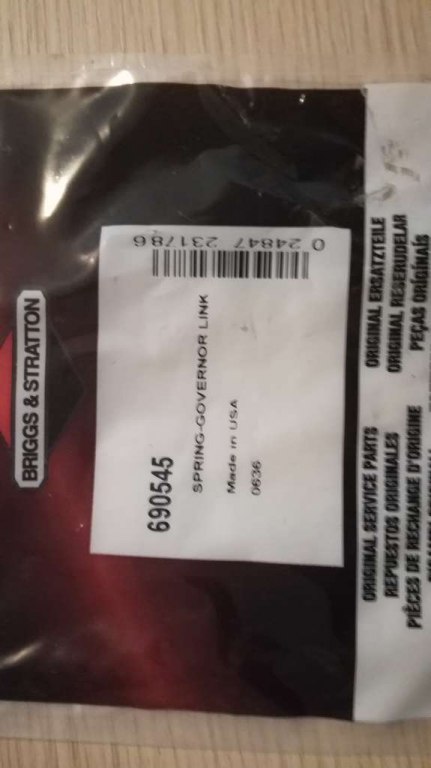 BRIGGS & STRATTON
690545
SPRING-GOVERNOR LINK
Made in USA
0636
0 24847 23178 6
ORIGINAL SERVICE PARTS
REPUESTOS ORIGINALES
PIÈCES DE RECHANGE D'ORIGINE
ORIGINAL ERSATZTEILE
ORIGINAL RESERUDELAR
PEÇAS ORIGINAIS